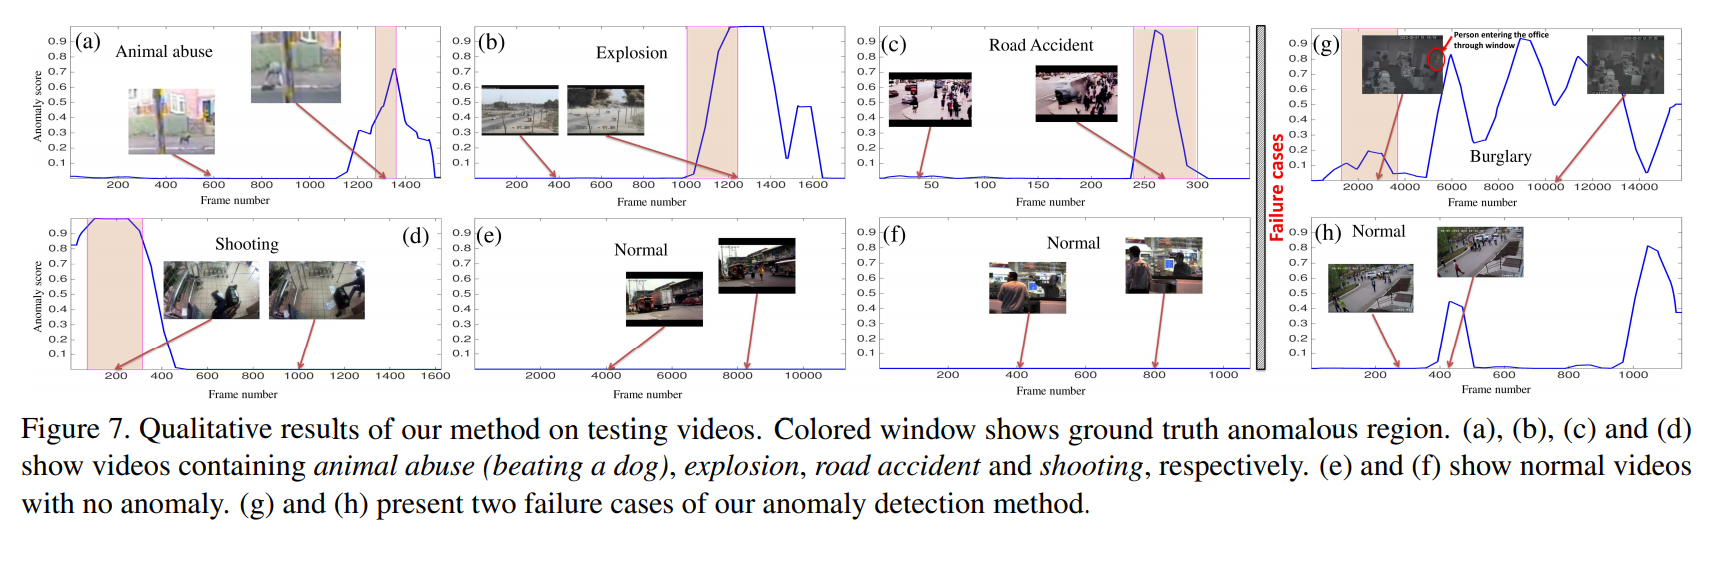 (a)
Animal abuse
0.9
0.8
0.7
0.6
0.5
0.4
0.3
0.2
0.1
Anomaly score
200 400 600 800 1000 1200 1400
Frame number
(b)
Explosion
0.9
0.8
0.7
0.6
0.5
0.4
0.3
0.2
0.1
200 400 600 800 1000 1200 1400 1600
Frame number
(c)
Road Accident
0.9
0.8
0.7
0.6
0.5
0.4
0.3
0.2
0.1
50 100 150 200 250 300
Frame number
Failure cases
(g)
Person entering the office
through window
Burglary
0.9
0.8
0.7
0.6
0.5
0.4
0.3
0.2
0.1
2000 4000 6000 8000 10000 12000 14000
Frame number
(d)
Shooting
0.9
0.8
0.7
0.6
0.5
0.4
0.3
0.2
0.1
Anomaly score
200 400 600 800 1000 1200 1400 1600
Frame number
(e)
Normal
0.9
0.8
0.7
0.6
0.5
0.4
0.3
0.2
0.1
2000 4000 6000 8000 10000
Frame number
(f)
Normal
0.9
0.8
0.7
0.6
0.5
0.4
0.3
0.2
0.1
200 400 600 800 1000
Frame number
(h) Normal
0.9
0.8
0.7
0.6
0.5
0.4
0.3
0.2
0.1
200 400 600 800 1000
Frame number
Figure 7. Qualitative results of our method on testing videos. Colored window shows ground truth anomalous region. (a), (b), (c) and (d)
show videos containing animal abuse (beating a dog), explosion, road accident and shooting, respectively. (e) and (f) show normal videos
with no anomaly. (g) and (h) present two failure cases of our anomaly detection method.